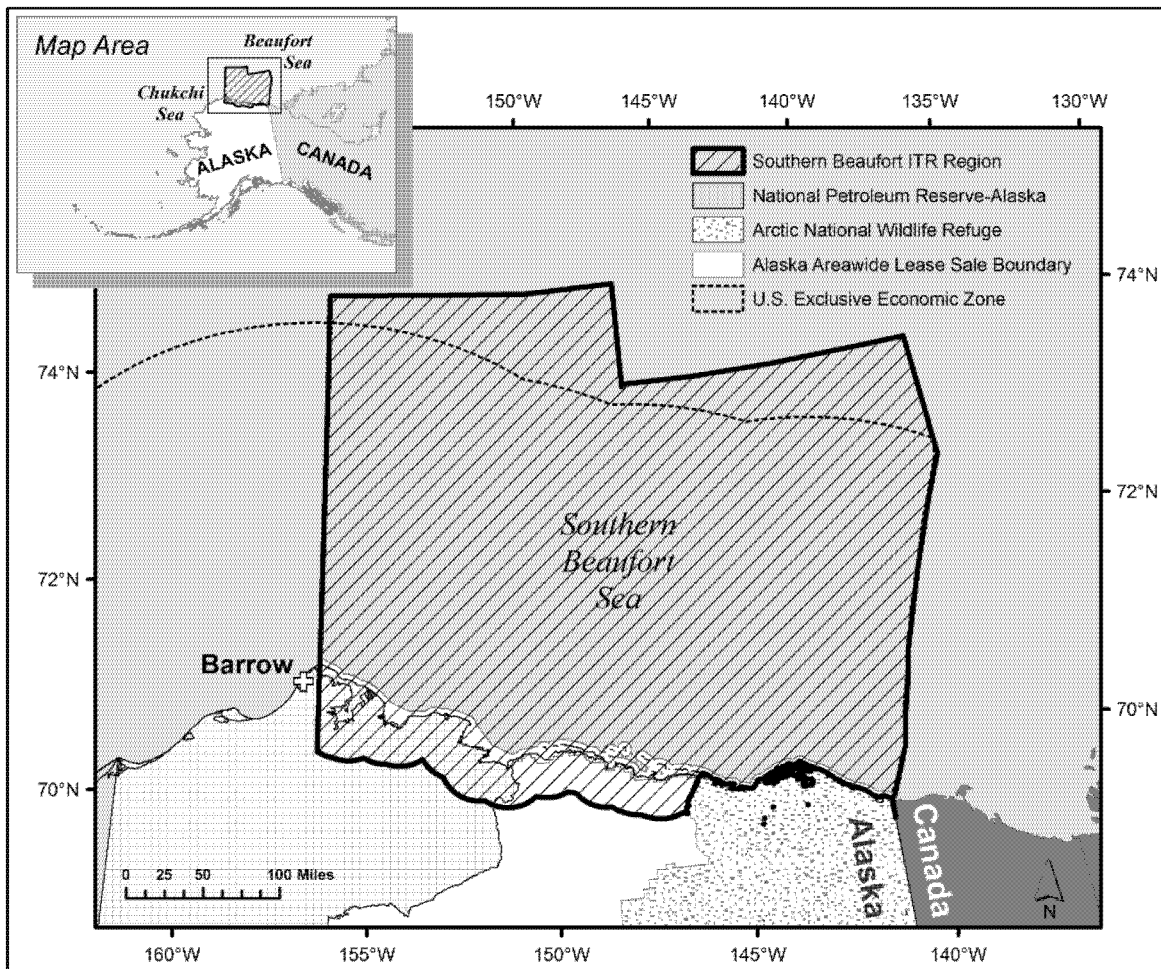 Map Area
Beaufort
Sea
Chukchi
Sea
ALASKA
CANADA
150°W
145°W
140°W
135°W
130°W
Southern Beaufort ITR Region
National Petroleum Reserve-Alaska
Arctic National Wildlife Refuge
Alaska Areawide Lease Sale Boundary
U.S. Exclusive Economic Zone
74°N
74°N
72°N
72°N
70°N
70°N
Southern
Beaufort
Sea
Barrow
Alaska
Canada
0 25 50 100 Miles
N
160°W
155°W
150°W
145°W
140°W